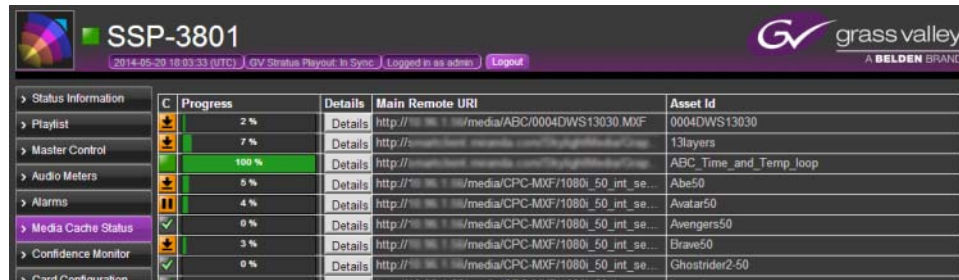 SSP-3801
2014-05-20 18:03:33 (UTC) GV Stratus Playout: In Sync Logged in as admin Logout
GV grass valley
A BELDEN BRAND
> Status Information
> Playlist
> Master Control
> Audio Meters
> Alarms
> Media Cache Status
> Confidence Monitor
> Card Configuration
C Progress Details Main Remote URI Asset Id
2 % Details http:// /media/ABC/0004DWS13030.MXF 0004DWS13030
7 % Details http:// 13layers
100 % Details http:// ABC_Time_and_Temp_loop
5 % Details http:// /media/CPC-MXF/1080i_50_int_se... Abe50
4 % Details http:// /media/CPC-MXF/1080i_50_int_se... Avatar50
0 % Details http:// /media/CPC-MXF/1080i_50_int_se... Avengers50
3 % Details http:// /media/CPC-MXF/1080i_50_int_se... Brave50
0 % Details http:// /media/CPC-MXF/1080i_50_int_se... Ghostrider2-50